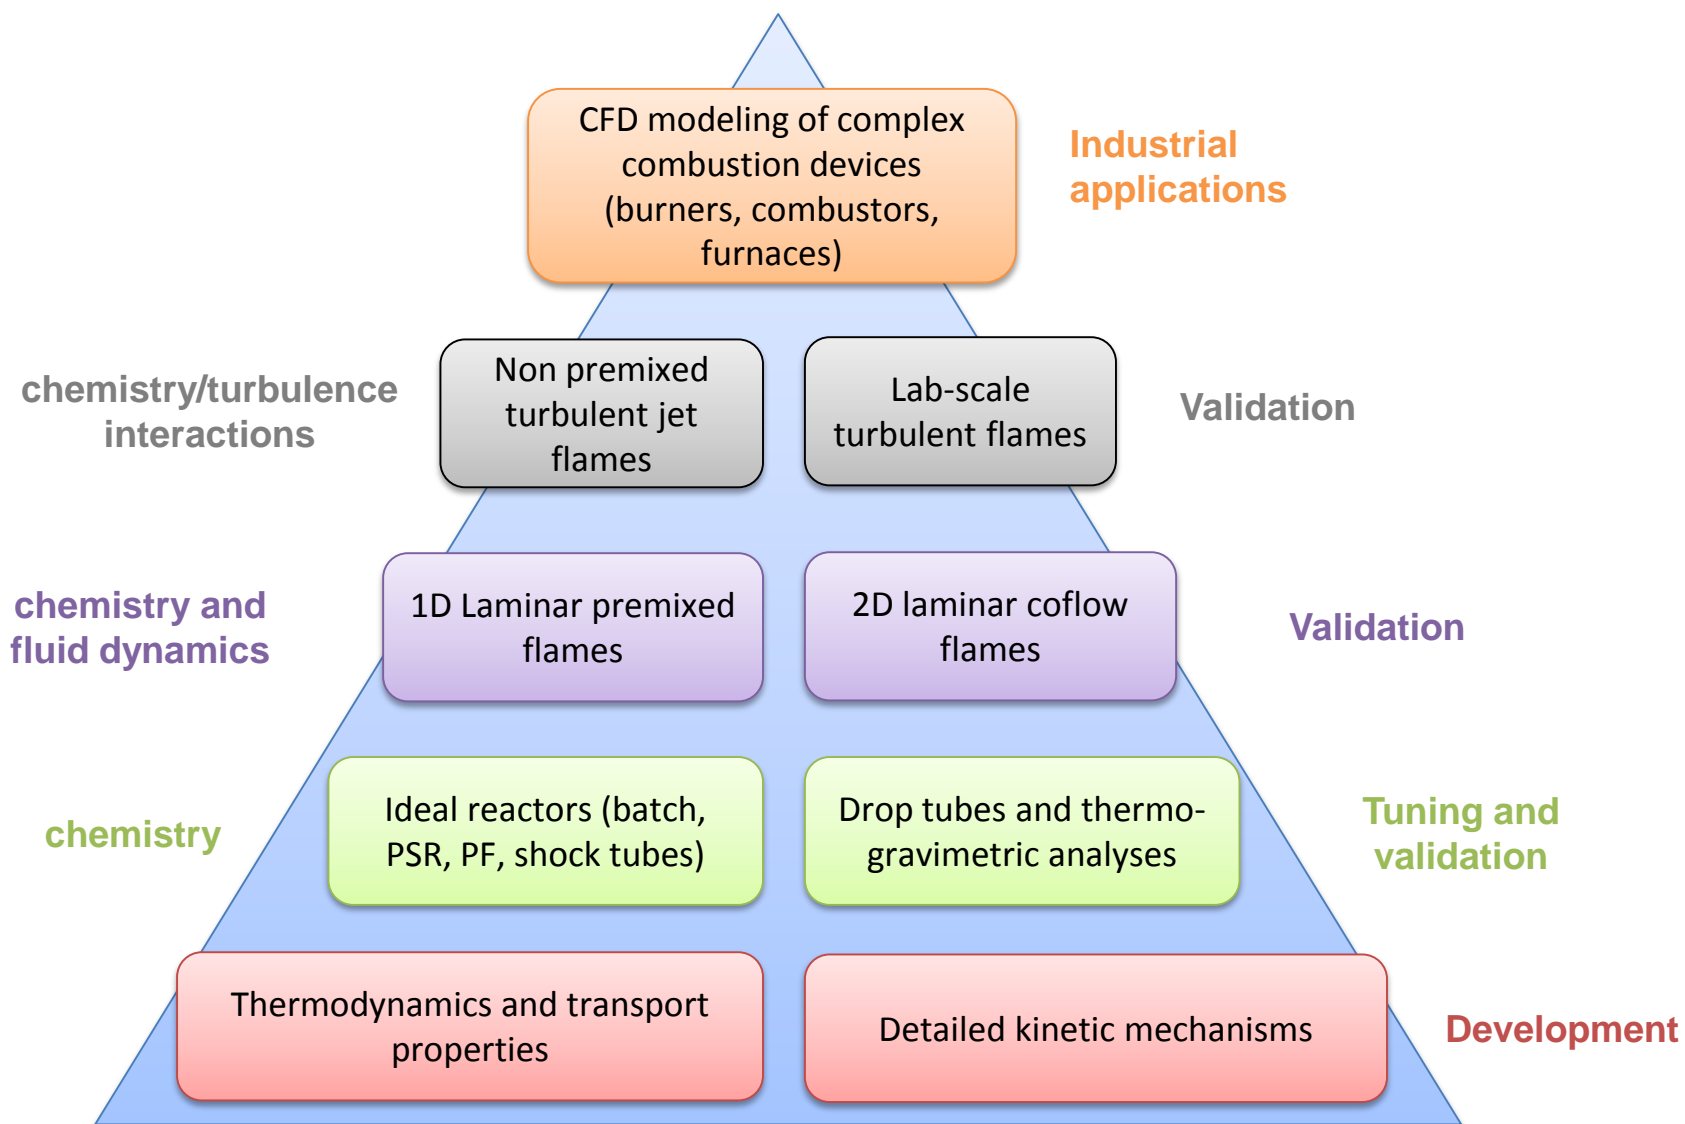 CFD modeling of complex
combustion devices
(burners, combustors,
furnaces)
Industrial
applications
chemistry/turbulence
interactions
Non premixed
turbulent jet
flames
Lab-scale
turbulent flames
Validation
chemistry and
fluid dynamics
1D Laminar premixed
flames
2D laminar coflow
flames
Validation
chemistry
Ideal reactors (batch,
PSR, PF, shock tubes)
Drop tubes and thermo-
gravimetric analyses
Tuning and
validation
Thermodynamics and transport
properties
Detailed kinetic mechanisms
Development